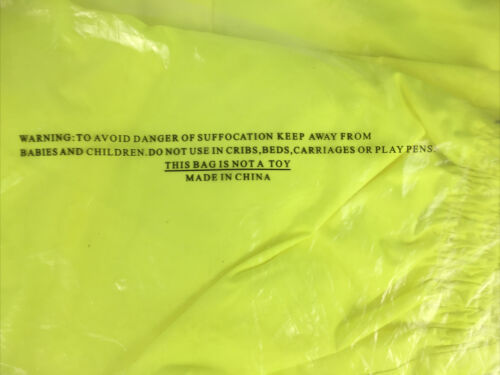 WARNING: TO AVOID DANGER OF SUFFOCATION KEEP AWAY FROM
BABIES AND CHILDREN. DO NOT USE IN CRIBS, BEDS, CARRIAGES OR PLAY PENS.
THIS BAG IS NOT A TOY
MADE IN CHINA